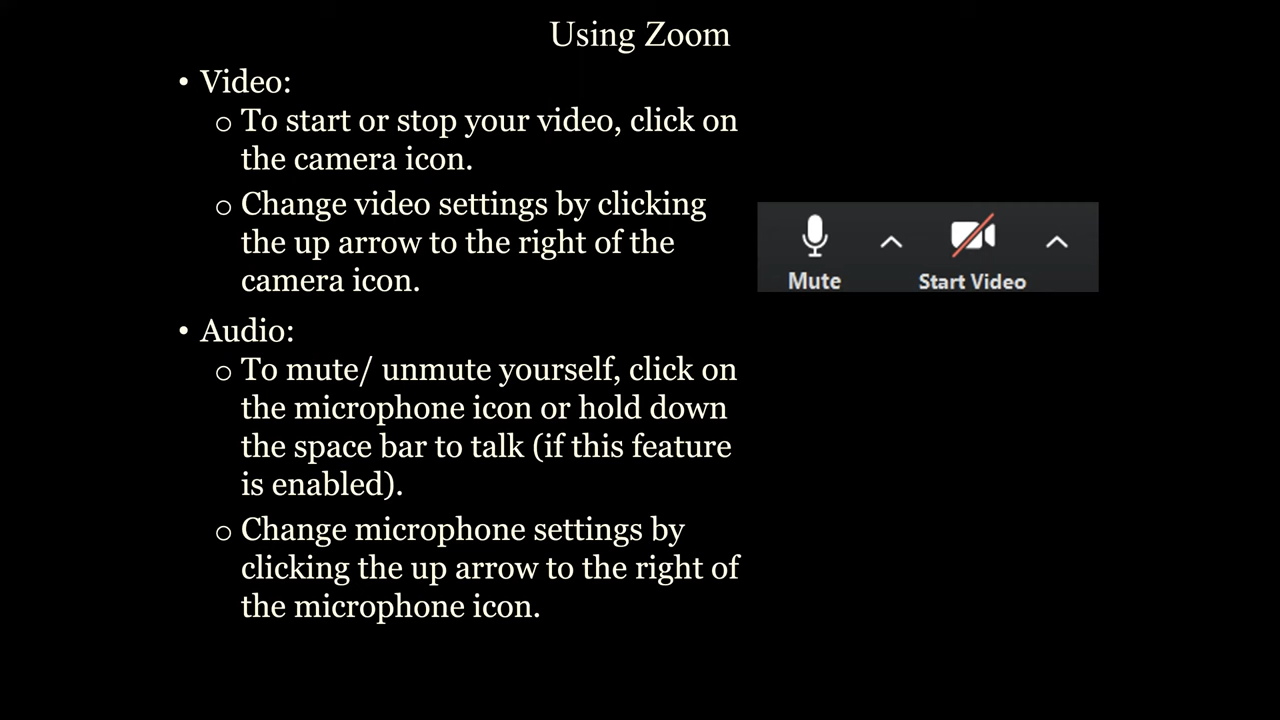 Using Zoom
• Video:
o To start or stop your video, click on
the camera icon.
o Change video settings by clicking
the up arrow to the right of the
camera icon.
Mute
Start Video
• Audio:
o To mute/ unmute yourself, click on
the microphone icon or hold down
the space bar to talk (if this feature
is enabled).
o Change microphone settings by
clicking the up arrow to the right of
the microphone icon.